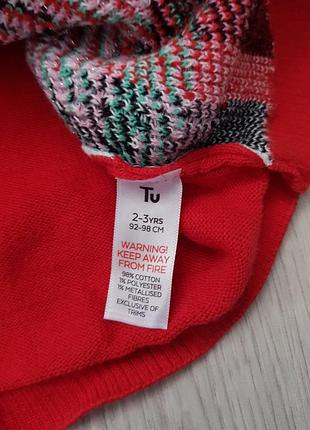 Tu
2-3YRS
92-98 CM
WARNING!
KEEP AWAY
FROM FIRE
98% COTTON
1% POLYESTER
1% METALLISED
FIBRES
EXCLUSIVE OF
TRIMS